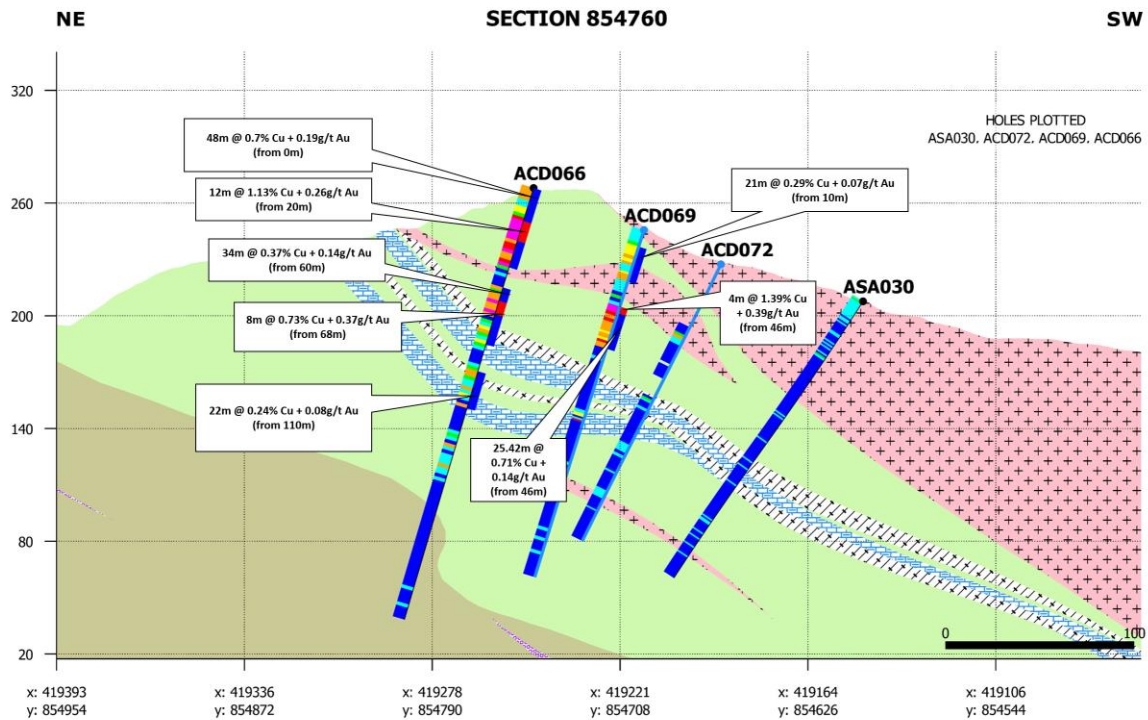 NE
SECTION 854760
SW
320
260
200
140
80
20
HOLES PLOTTED
ASA030. ACD072. ACD069. ACD066
48m @ 0.7% Cu + 0.19g/t Au
(from 0m)
12m @ 1.13% Cu + 0.26g/t Au
(from 20m)
34m @ 0.37% Cu + 0.14g/t Au
(from 60m)
8m @ 0.73% Cu + 0.37g/t Au
(from 68m)
22m @ 0.24% Cu + 0.08g/t Au
(from 110m)
ACD066
ACD069
21m @ 0.29% Cu + 0.07g/t Au
(from 10m)
ACD072
ASA030
4m @ 1.39% Cu
+ 0.39g/t Au
(from 46m)
25.42m @
0.71% Cu +
0.14g/t Au
(from 46m)
0
100
x: 419393
y: 854954
x: 419336
y: 854872
x: 419278
y: 854790
x: 419221
y: 854708
x: 419164
y: 854626
x: 419106
y: 854544